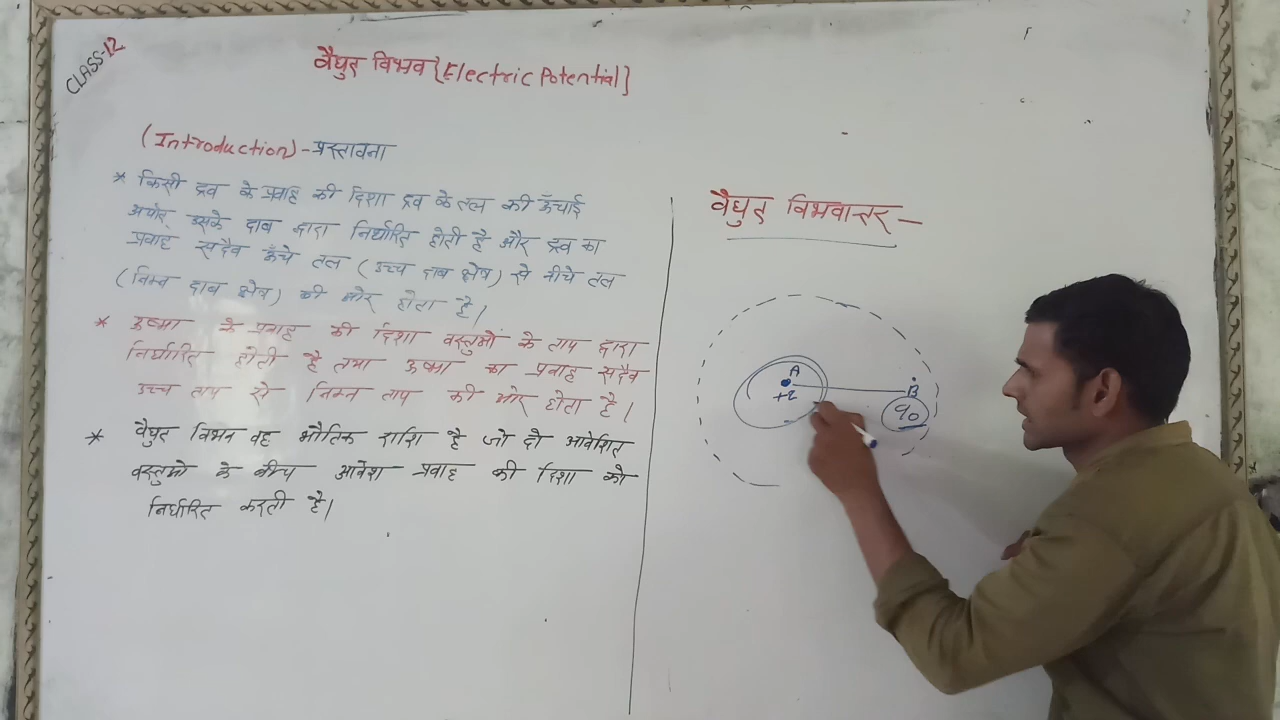 CLASS-12
वैधुत विभव {Electric Potential}
(Introduction)-प्रस्तावना
* किसी द्रव के प्रवाह की दिशा द्रव के तल की ऊँचाई
अर्थात् उसके दाब द्वारा निर्धारित होती है और द्रव का
प्रवाह सदैव ऊँचे तल (उच्च दाब क्षेत्र) से नीचे तल
(निम्न दाब क्षेत्र) की ओर होता है।
* ऊष्मा के प्रवाह की दिशा वस्तुओं के ताप द्वारा
निर्धारित होती है तथा ऊष्मा का प्रवाह सदैव
उच्च ताप से निम्न ताप की ओर होता है।
* वैधुत विभव वह भौतिक राशि है जो दो आवेशित
वस्तुओ के बीच आवेश प्रवाह की दिशा को
निर्धारित करती है।
वैधुत विभवान्तर -
A
B
q₀